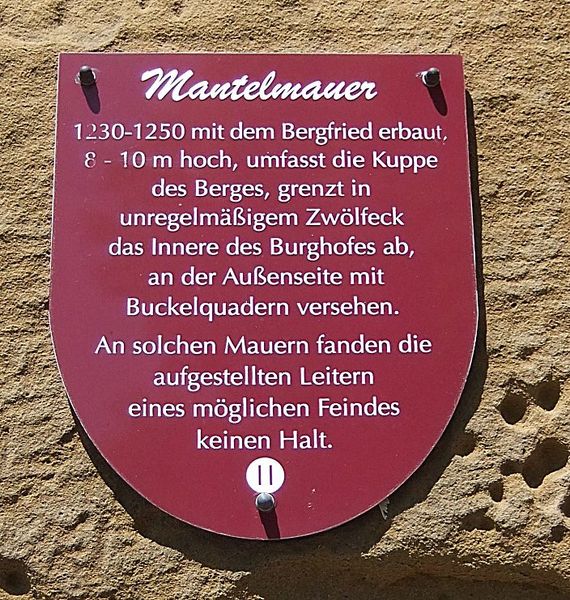 Mantelmauer
1230-1250 mit dem Bergfried erbaut,
8 - 10 m hoch, umfasst die Kuppe
des Berges, grenzt in
unregelmäßigem Zwölfeck
das Innere des Burghofes ab,
an der Außenseite mit
Buckelquadern versehen.
An solchen Mauern fanden die
aufgestellten Leitern
eines möglichen Feindes
keinen Halt.
11